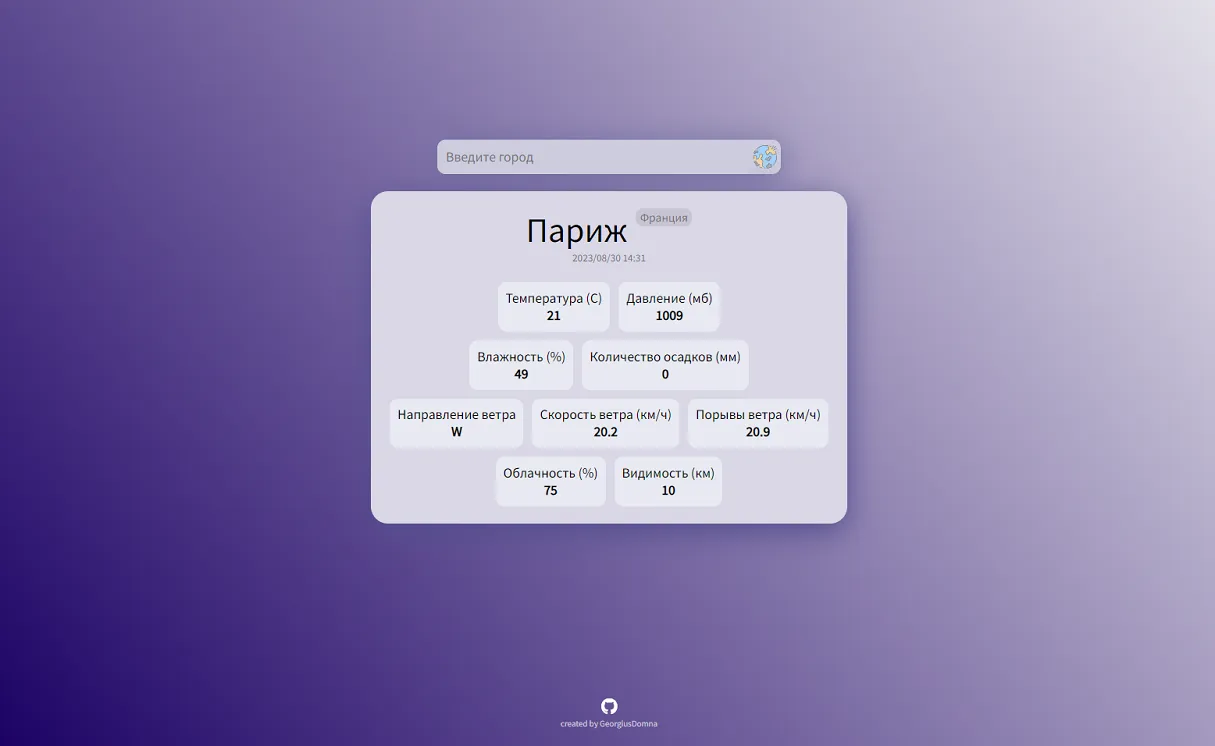 Введите город
Париж Франция
2023/08/30 14:31
Температура (C) Давление (мб)
21 1009
Влажность (%) Количество осадков (мм)
49 0
Направление ветра Скорость ветра (км/ч) Порывы ветра (км/ч)
W 20.2 20.9
Облачность (%) Видимость (км)
75 10
created by GeorgiusDomna